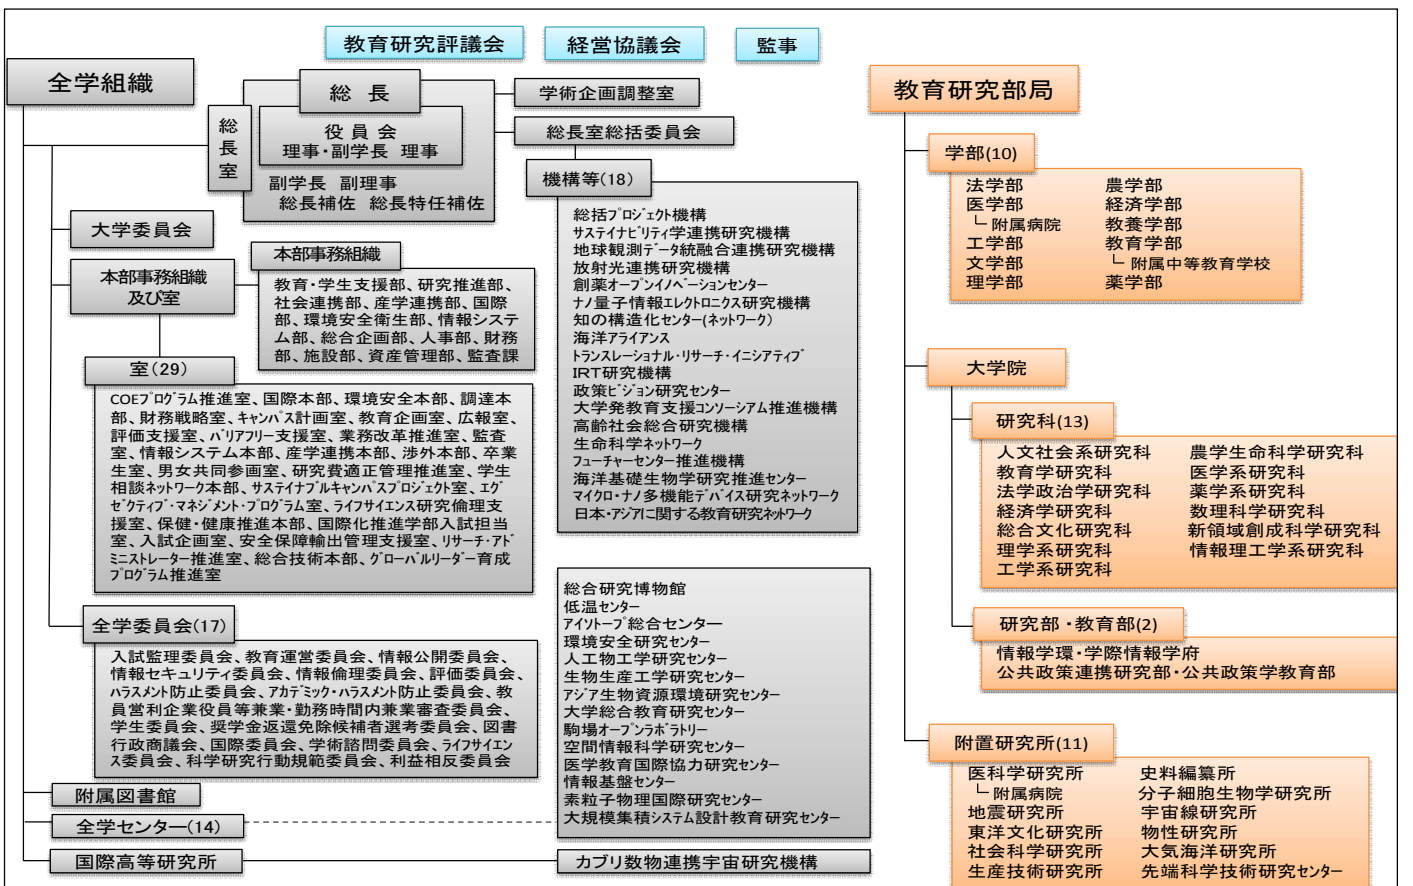 教育研究評議会
経営協議会
監事
全学組織
総長
役員会
理事・副学長 理事
総長室
副学長 副理事
総長補佐 総長特任補佐
学術企画調整室
総長室総括委員会
機構等(18)
総括プロジェクト機構
サステイナビリティ学連携研究機構
地球観測データ統融合連携研究機構
放射光連携研究機構
創薬オープンイノベーションセンター
ナノ量子情報エレクトロニクス研究機構
知の構造化センター(ネットワーク)
海洋アライアンス
トランスレーショナル・リサーチ・イニシアティブ
IRT研究機構
政策ビジョン研究センター
大学発教育支援コンソーシアム推進機構
高齢社会総合研究機構
生命科学ネットワーク
フューチャーセンター推進機構
海洋基礎生物学研究推進センター
マイクロ・ナノ多機能デバイス研究ネットワーク
日本・アジアに関する教育研究ネットワーク
大学委員会
本部事務組織
及び室
本部事務組織
教育・学生支援部、研究推進部、
社会連携部、産学連携部、国際
部、環境安全衛生部、情報システ
ム部、総合企画部、人事部、財務
部、施設部、資産管理部、監査課
室(29)
COEプログラム推進室、国際本部、環境安全本部、調達本
部、財務戦略室、キャンパス計画室、教育企画室、広報室、
評価支援室、バリアフリー支援室、業務改革推進室、監査
室、情報システム本部、産学連携本部、渉外本部、卒業
生室、男女共同参画室、研究費適正管理推進室、学生
相談ネットワーク本部、サステイナブルキャンパスプロジェクト室、エグ
ゼクティブ・マネジメント・プログラム室、ライフサイエンス研究倫理支
援室、保健・健康推進本部、国際化推進学部入試担当
室、入試企画室、安全保障輸出管理支援室、リサーチ・アド
ミニストレーター推進室、総合技術本部、グローバルリーダー育成
プログラム推進室
全学委員会(17)
入試監理委員会、教育運営委員会、情報公開委員会、
情報セキュリティ委員会、情報倫理委員会、評価委員会、
ハラスメント防止委員会、アカデミック・ハラスメント防止委員会、教
員営利企業役員等兼業・勤務時間内兼業審査委員会、
学生委員会、奨学金返還免除候補者選考委員会、図書
行政商議会、国際委員会、学術諮問委員会、ライフサイエン
ス委員会、科学研究行動規範委員会、利益相反委員会
附属図書館
全学センター(14)
総合研究博物館
低温センター
アイソトープ総合センター
環境安全研究センター
人工物工学研究センター
生物生産工学研究センター
アジア生物資源環境研究センター
大学総合教育研究センター
駒場オープンラボラトリー
空間情報科学研究センター
医学教育国際協力研究センター
情報基盤センター
素粒子物理国際研究センター
大規模集積システム設計教育研究センター
国際高等研究所
カブリ数物連携宇宙研究機構
教育研究部局
学部(10)
法学部
医学部
└附属病院
工学部
文学部
理学部
農学部
経済学部
教養学部
教育学部
└附属中等教育学校
薬学部
大学院
研究科(13)
人文社会系研究科
教育学研究科
法学政治学研究科
経済学研究科
総合文化研究科
理学系研究科
工学系研究科
農学生命科学研究科
医学系研究科
薬学系研究科
数理科学研究科
新領域創成科学研究科
情報理工学系研究科
研究部・教育部(2)
情報学環・学際情報学府
公共政策連携研究部・公共政策学教育部
附置研究所(11)
医科学研究所
└附属病院
地震研究所
東洋文化研究所
社会科学研究所
生産技術研究所
史料編纂所
分子細胞生物学研究所
宇宙線研究所
物性研究所
大気海洋研究所
先端科学技術研究センター